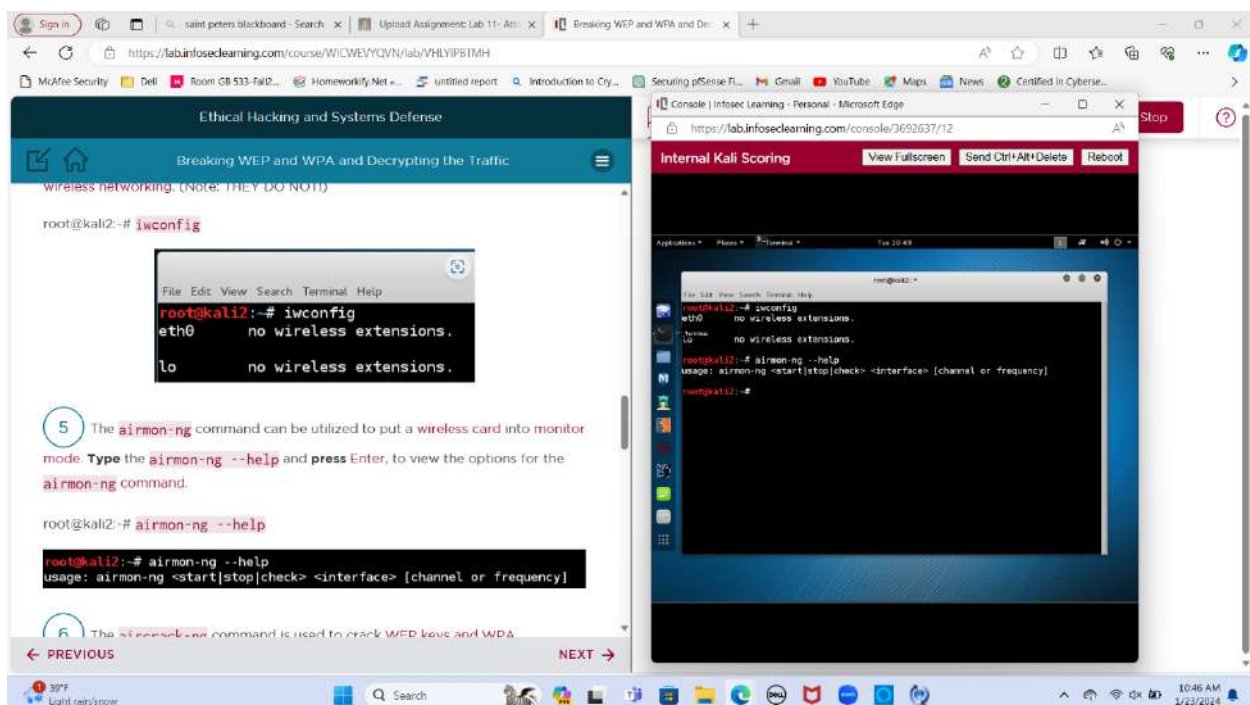 Sign in
saint peters blackboard - Search
Upload Assignment: Lab 11- Att
Breaking WEP and WPA and Dec
https://lab.infoseclearning.com/course/WICWEVYQVN/lab/VHLYIPBTMH
McAfee Security
Dell
Room GB 533-Fall2...
Homeworkify.Net
untitled report
Introduction to Cry...
Securing pfSense Fi...
Gmail
YouTube
Maps
News
Certified in Cyberse...
Ethical Hacking and Systems Defense
Breaking WEP and WPA and Decrypting the Traffic
wireless networking. (Note: THEY DO NOT!)
root@kali2:~# iwconfig
File Edit View Search Terminal Help
root@kali2:~# iwconfig
eth0 no wireless extensions.
lo no wireless extensions.
5 The airmon-ng command can be utilized to put a wireless card into monitor
mode. Type the airmon-ng --help and press Enter, to view the options for the
airmon-ng command.
root@kali2:~# airmon-ng --help
root@kali2:~# airmon-ng --help
usage: airmon-ng <start|stop|check> <interface> [channel or frequency]
6 The aircrack-ng command is used to crack WEP keys and WPA
PREVIOUS
NEXT
Console | Infosec Learning - Personal - Microsoft Edge
https://lab.infoseclearning.com/console/3692637/12
Stop
Internal Kali Scoring
View Fullscreen
Send Ctrl+Alt+Delete
Reboot
Applications
Places
Terminal
Tue 10:49
1
root@kali2: ~
File Edit View Search Terminal Help
root@kali2:~# iwconfig
eth0 no wireless extensions.
Terminal
lo no wireless extensions.
root@kali2:~# airmon-ng --help
usage: airmon-ng <start|stop|check> <interface> [channel or frequency]
root@kali2:~#
1
39°F
Light rain/snow
Search
DELL
10:46 AM
1/23/2024